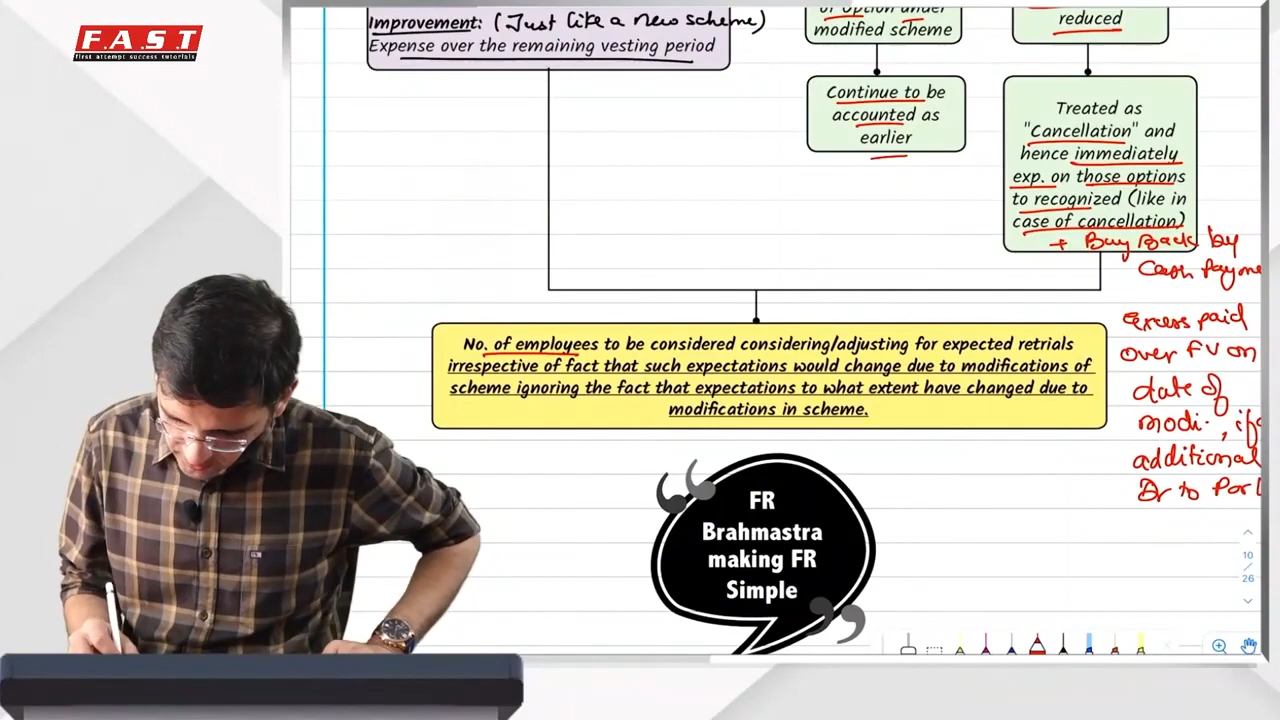 F.A.S.T
first attempt success tutorials
Improvement: (Just like a new scheme)
Expense over the remaining vesting period
of option under
modified scheme
reduced
Continue to be
accounted as
earlier
Treated as
"Cancellation" and
hence immediately
exp. on those options
to recognized (like in
case of cancellation)
+ Buy Back by
Cash Payme
Excess paid
over FV on
date of
modi., if
additional
Dr to P or L
No. of employees to be considered considering/adjusting for expected retrials
irrespective of fact that such expectations would change due to modifications of
scheme ignoring the fact that expectations to what extent have changed due to
modifications in scheme.
FR
Brahmastra
making FR
Simple
10
/
26